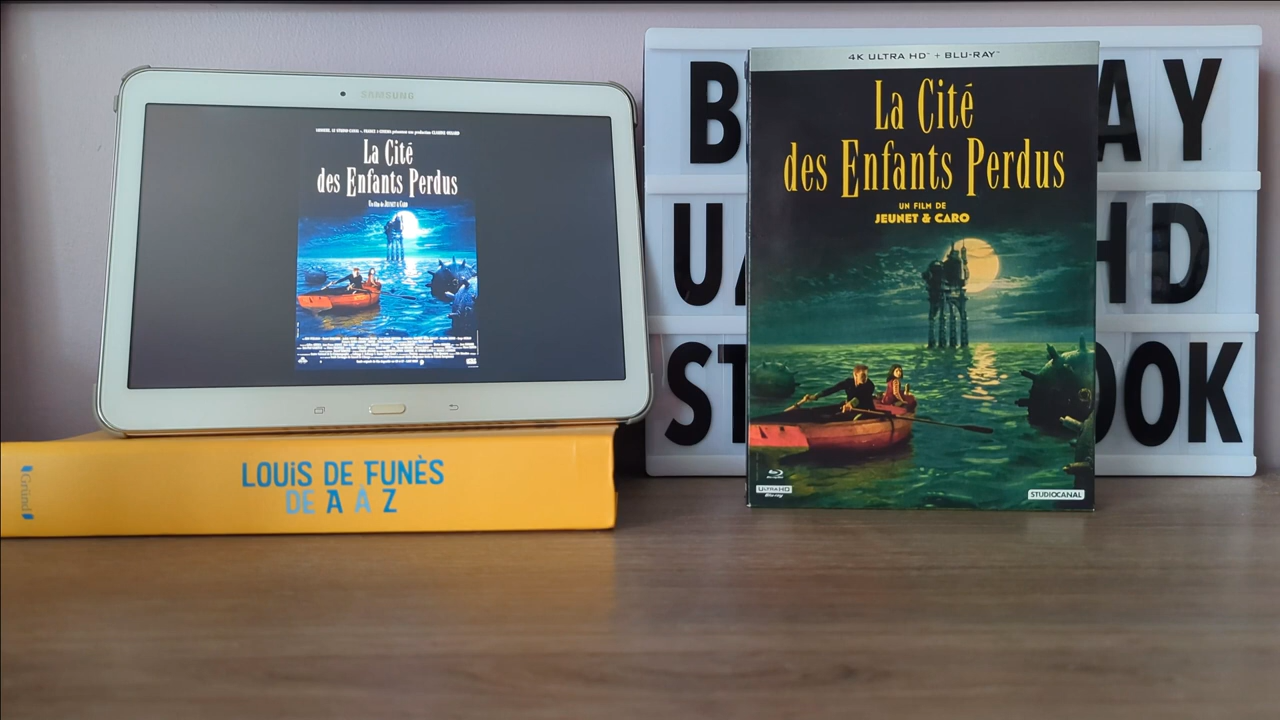 SAMSUNG
La Cité
des Enfants Perdus
Un film de JEUNET & CARO
LOUIS DE FUNÈS
DE A À Z
Gründ
4K ULTRA HD + BLU-RAY
La Cité
des Enfants Perdus
UN FILM DE
JEUNET & CARO
Blu-ray
ULTRA HD
Blu-ray
STUDIOCANAL
B AY
U HD
ST OOK